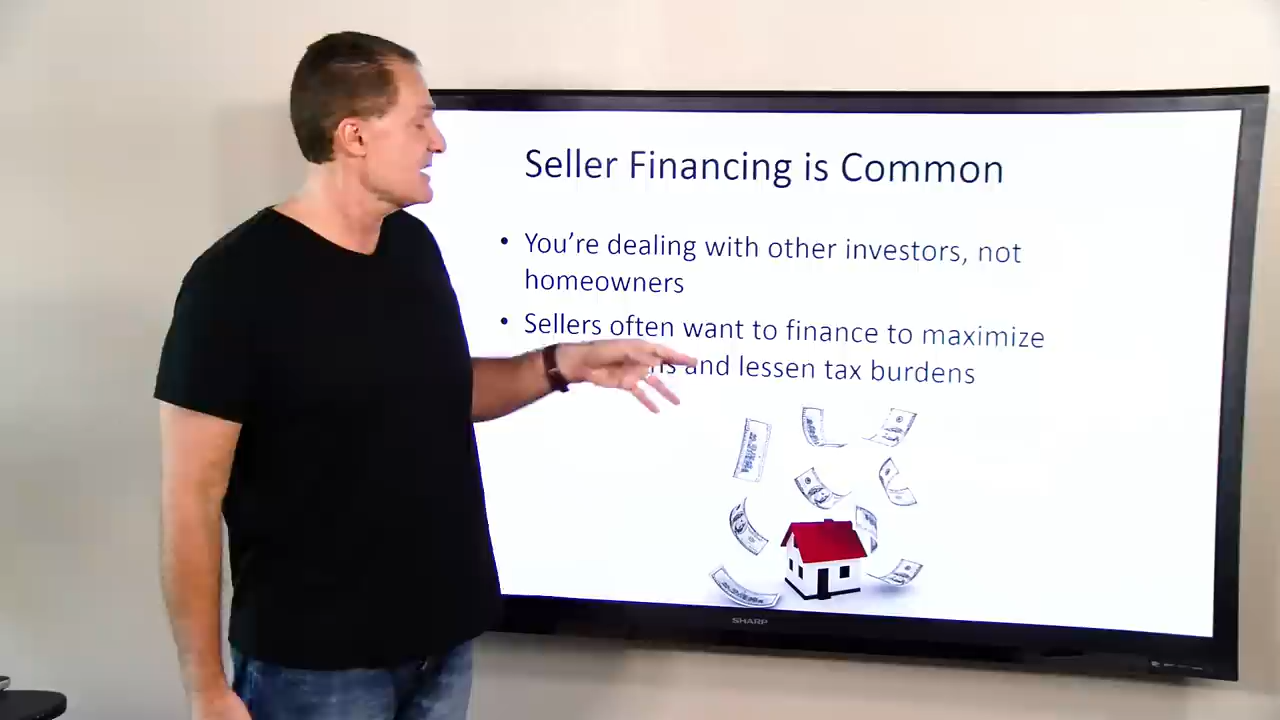 Seller Financing is Common
• You’re dealing with other investors, not
homeowners
• Sellers often want to finance to maximize
and lessen tax burdens
SHARP